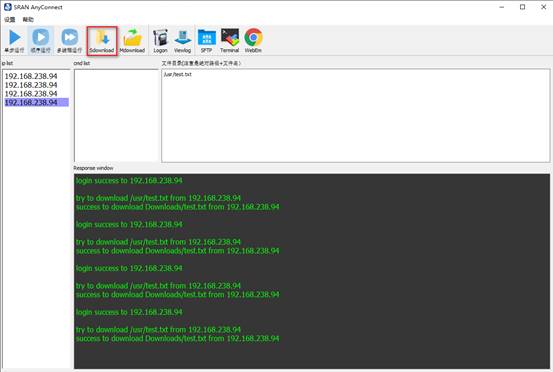 SRAN AnyConnect
设置 帮助
单步运行 顺序运行 多线程运行 Sdownload Mdownload Logon Viewlog SFTP Terminal WebEm
ip list cmd list 文件目录(注意是绝对路径+文件名)
192.168.238.94
192.168.238.94
192.168.238.94
192.168.238.94
/usr/test.txt
Response window
login success to 192.168.238.94
try to download /usr/test.txt from 192.168.238.94
success to download Downloads/test.txt from 192.168.238.94
login success to 192.168.238.94
try to download /usr/test.txt from 192.168.238.94
success to download Downloads/test.txt from 192.168.238.94
login success to 192.168.238.94
try to download /usr/test.txt from 192.168.238.94
success to download Downloads/test.txt from 192.168.238.94
login success to 192.168.238.94
try to download /usr/test.txt from 192.168.238.94
success to download Downloads/test.txt from 192.168.238.94